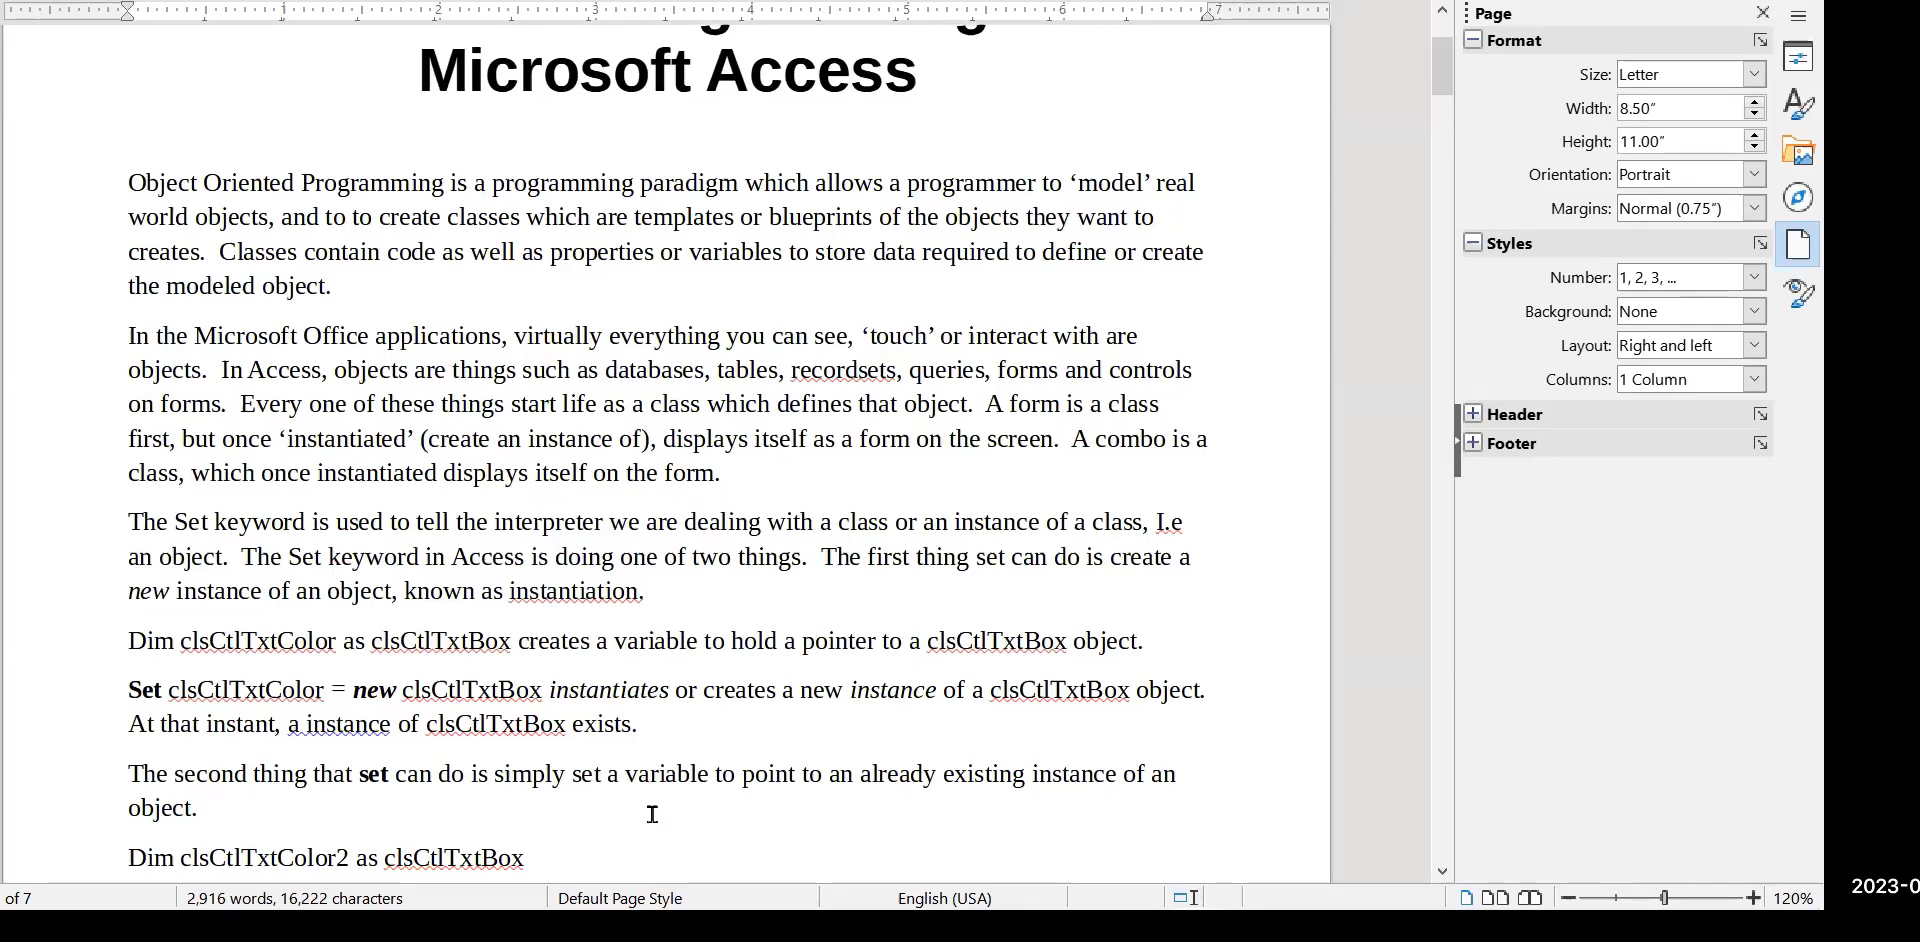 Microsoft Access
Object Oriented Programming is a programming paradigm which allows a programmer to ‘model’ real
world objects, and to to create classes which are templates or blueprints of the objects they want to
creates.  Classes contain code as well as properties or variables to store data required to define or create
the modeled object.
In the Microsoft Office applications, virtually everything you can see, ‘touch’ or interact with are
objects.  In Access, objects are things such as databases, tables, recordsets, queries, forms and controls
on forms.  Every one of these things start life as a class which defines that object.  A form is a class
first, but once ‘instantiated’ (create an instance of), displays itself as a form on the screen.  A combo is a
class, which once instantiated displays itself on the form.
The Set keyword is used to tell the interpreter we are dealing with a class or an instance of a class, I.e
an object.  The Set keyword in Access is doing one of two things.  The first thing set can do is create a
new instance of an object, known as instantiation.
Dim clsCtlTxtColor as clsCtlTxtBox creates a variable to hold a pointer to a clsCtlTxtBox object.
Set clsCtlTxtColor = new clsCtlTxtBox instantiates or creates a new instance of a clsCtlTxtBox object.
At that instant, a instance of clsCtlTxtBox exists.
The second thing that set can do is simply set a variable to point to an already existing instance of an
object.
Dim clsCtlTxtColor2 as clsCtlTxtBox
1 2 3 4 5 6 7
Page
Format
Size: Letter
Width: 8.50″
Height: 11.00″
Orientation: Portrait
Margins: Normal (0.75″)
Styles
Number: 1, 2, 3, ...
Background: None
Layout: Right and left
Columns: 1 Column
Header
Footer
of 7 2,916 words, 16,222 characters Default Page Style English (USA) 120%
2023-0